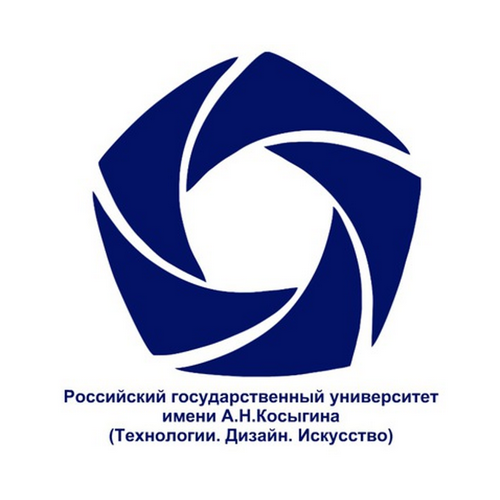 Российский государственный университет
имени А.Н.Косыгина
(Технологии. Дизайн. Искусство)